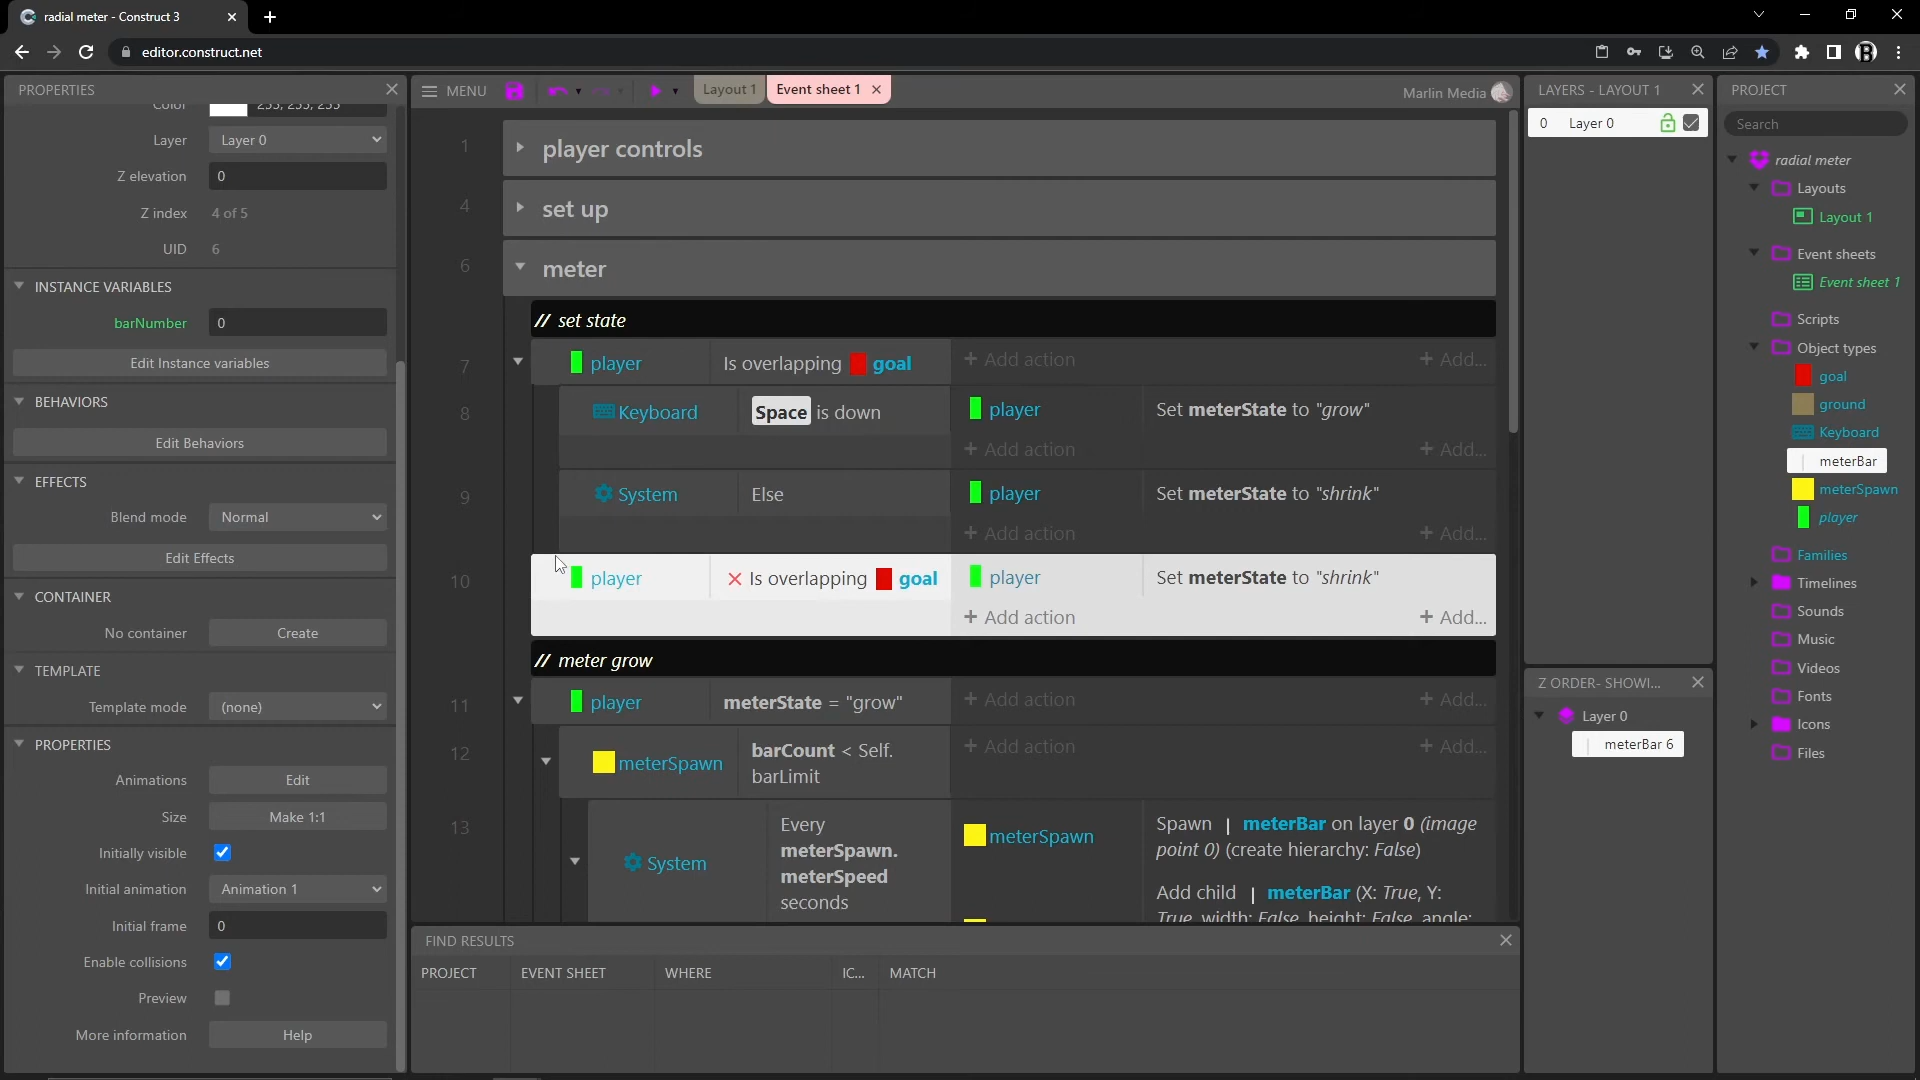 radial meter - Construct 3
editor.construct.net
PROPERTIES
Color 255, 255, 255
Layer Layer 0
Z elevation 0
Z index 4 of 5
UID 6
INSTANCE VARIABLES
barNumber 0
Edit Instance variables
BEHAVIORS
Edit Behaviors
EFFECTS
Blend mode Normal
Edit Effects
CONTAINER
No container Create
TEMPLATE
Template mode (none)
PROPERTIES
Animations Edit
Size Make 1:1
Initially visible
Initial animation Animation 1
Initial frame 0
Enable collisions
Preview
More information Help
MENU
Layout 1 Event sheet 1
Marlin Media
1 player controls
4 set up
6 meter
// set state
7 player Is overlapping goal + Add action + Add...
8 Keyboard Space is down player Set meterState to "grow"
+ Add action + Add...
9 System Else player Set meterState to "shrink"
+ Add action + Add...
10 player Is overlapping goal player Set meterState to "shrink"
+ Add action + Add...
// meter grow
11 player meterState = "grow" + Add action + Add...
12 meterSpawn barCount < Self.
barLimit
+ Add action + Add...
13 System Every
meterSpawn.
meterSpeed
seconds
meterSpawn Spawn | meterBar on layer 0 (image
point 0) (create hierarchy: False)
Add child | meterBar (X: True, Y:
True, width: False, height: False, angle:
FIND RESULTS
PROJECT EVENT SHEET WHERE IC... MATCH
LAYERS - LAYOUT 1
0 Layer 0
Z ORDER- SHOWI...
Layer 0
meterBar 6
PROJECT
Search
radial meter
Layouts
Layout 1
Event sheets
Event sheet 1
Scripts
Object types
goal
ground
Keyboard
meterBar
meterSpawn
player
Families
Timelines
Sounds
Music
Videos
Fonts
Icons
Files